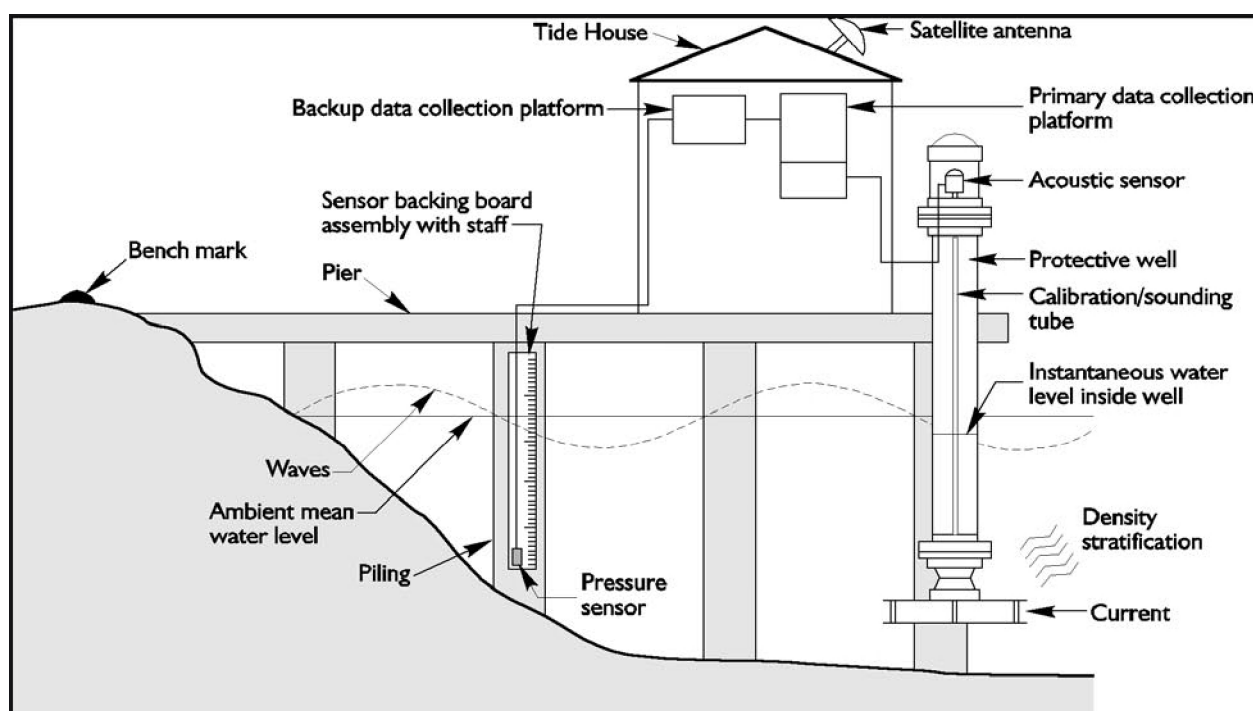 Tide House
Satellite antenna
Backup data collection platform
Primary data collection
platform
Sensor backing board
assembly with staff
Acoustic sensor
Bench mark
Pier
Protective well
Calibration/sounding
tube
Instantaneous water
level inside well
Waves
Ambient mean
water level
Density
stratification
Piling
Pressure
sensor
Current